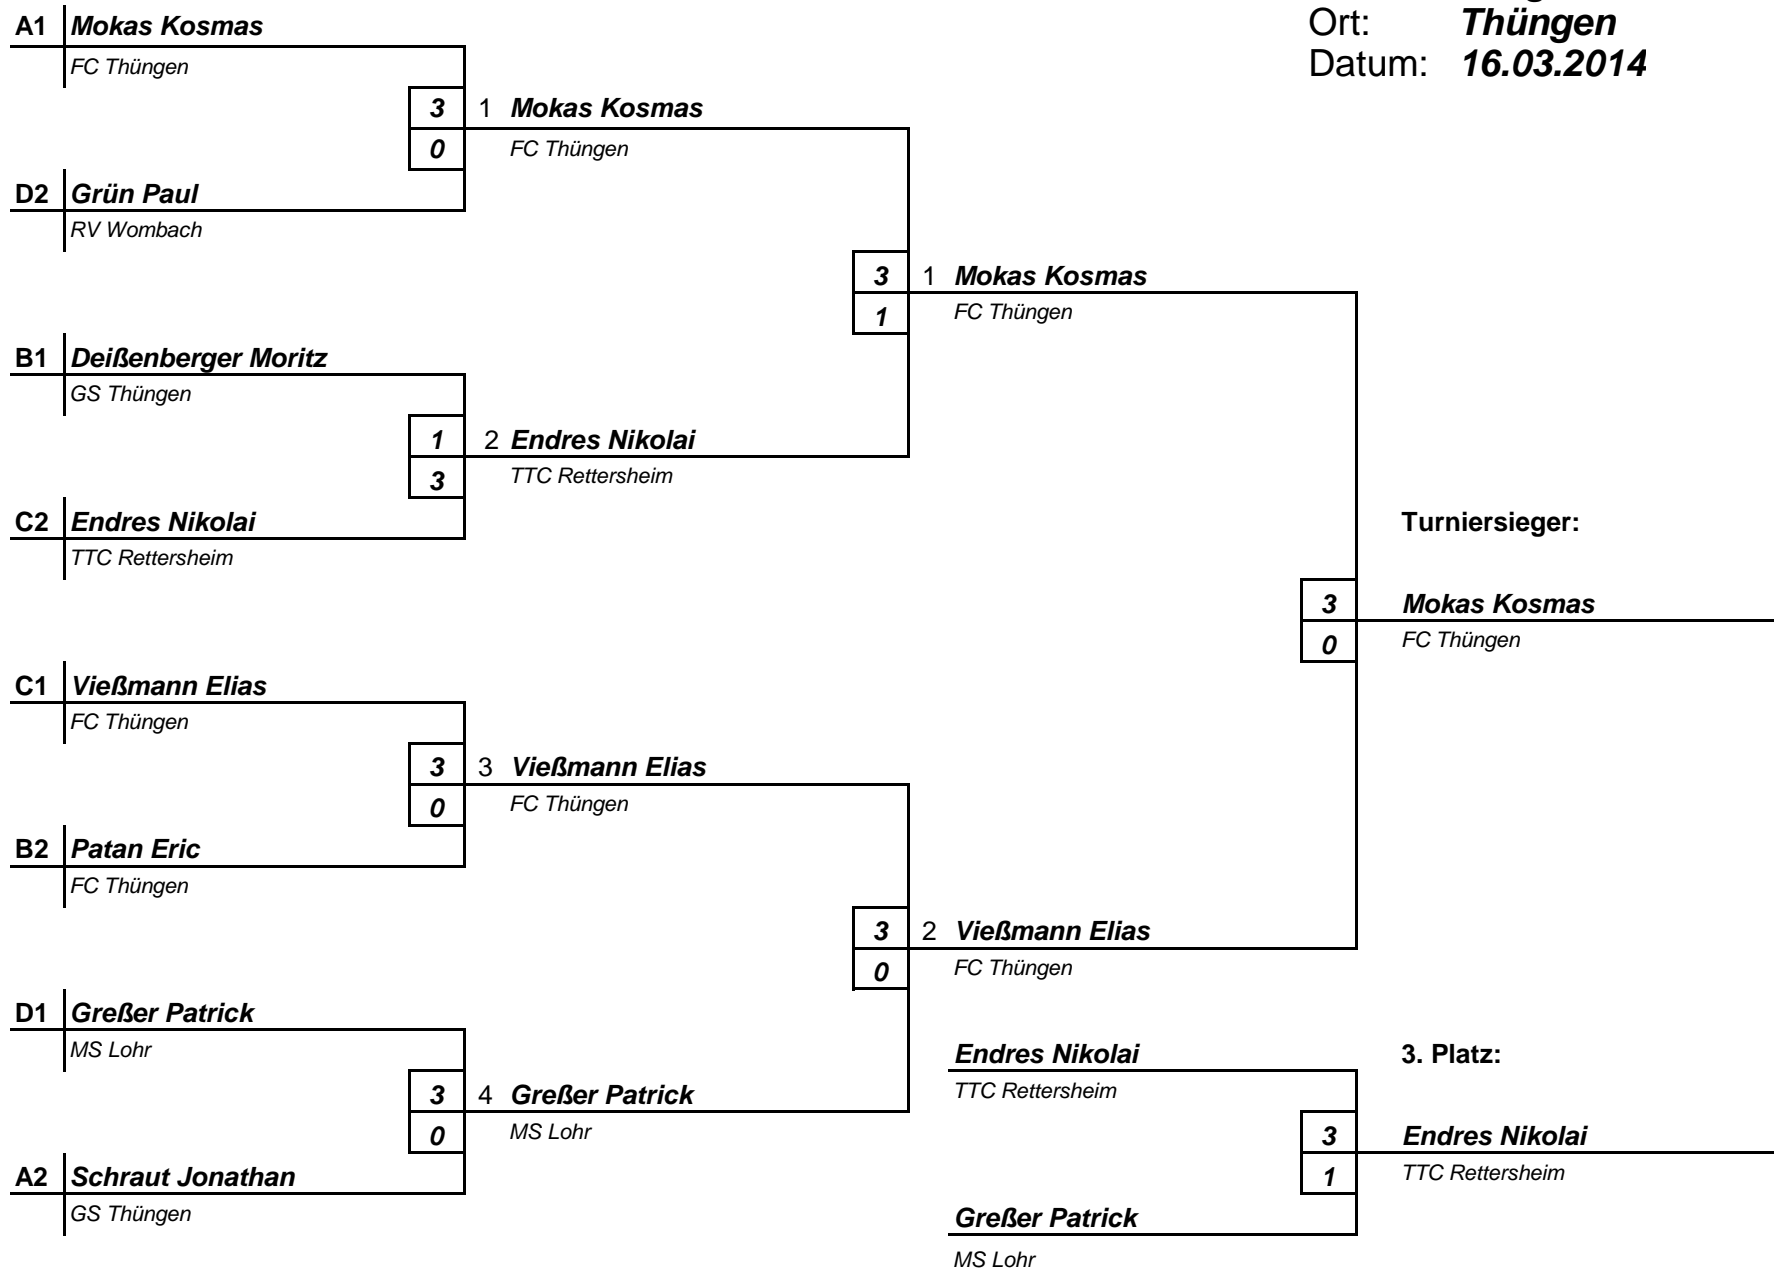 Ort: Thüngen
Datum: 16.03.2014
A1 Mokas Kosmas
FC Thüngen
3 1 Mokas Kosmas
0 FC Thüngen
D2 Grün Paul
RV Wombach
3 1 Mokas Kosmas
1 FC Thüngen
B1 Deißenberger Moritz
GS Thüngen
1 2 Endres Nikolai
3 TTC Rettersheim
C2 Endres Nikolai
TTC Rettersheim
Turniersieger:
3 Mokas Kosmas
0 FC Thüngen
C1 Vießmann Elias
FC Thüngen
3 3 Vießmann Elias
0 FC Thüngen
B2 Patan Eric
FC Thüngen
3 2 Vießmann Elias
0 FC Thüngen
D1 Greßer Patrick
MS Lohr
Endres Nikolai 3. Platz:
TTC Rettersheim
3 4 Greßer Patrick
0 MS Lohr
3 Endres Nikolai
1 TTC Rettersheim
A2 Schraut Jonathan
GS Thüngen
Greßer Patrick
MS Lohr